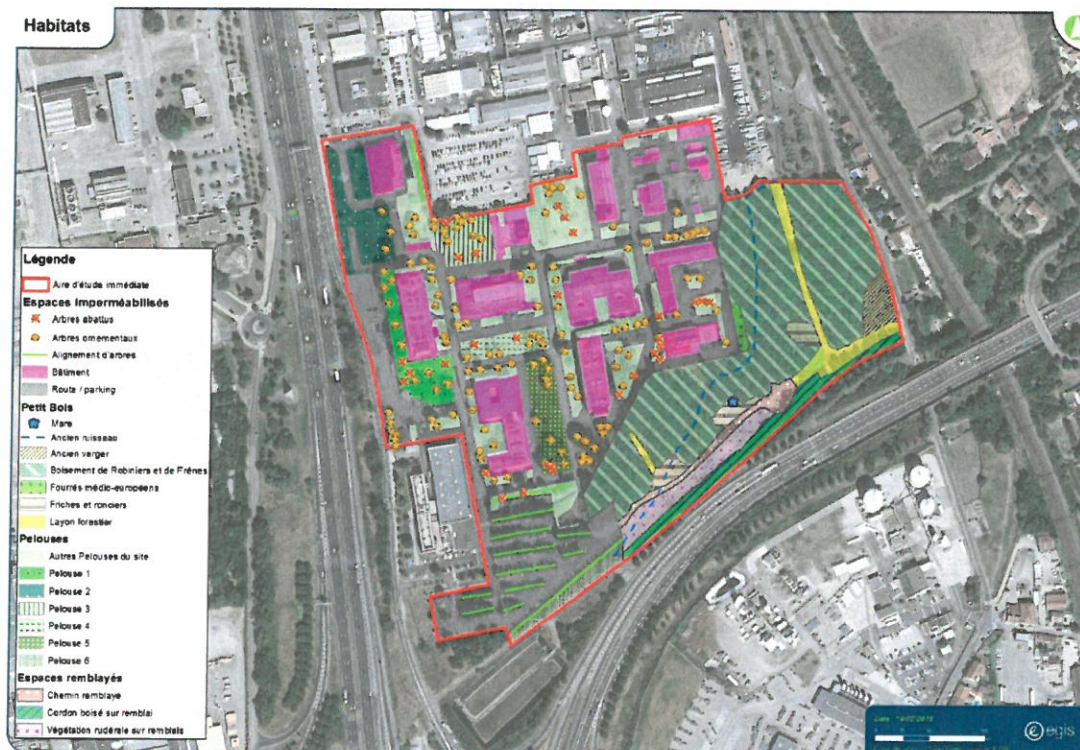 Habitats
Légende
Aire d'étude immédiate
Espaces imperméabilisés
Arbres abattus
Arbres ornementaux
Alignement d'arbres
Bâtiment
Route / parking
Petit Bois
Mare
Ancien ruisseau
Ancien verger
Boisement de Robiniers et de Frênes
Fourrés médio-européens
Friches et ronciers
Layon forestier
Pelouses
Autres Pelouses du site
Pelouse 1
Pelouse 2
Pelouse 3
Pelouse 4
Pelouse 5
Pelouse 6
Espaces remblayés
Chemin remblayé
Cordon boisé sur remblai
Végétation rudérale sur remblais
egis